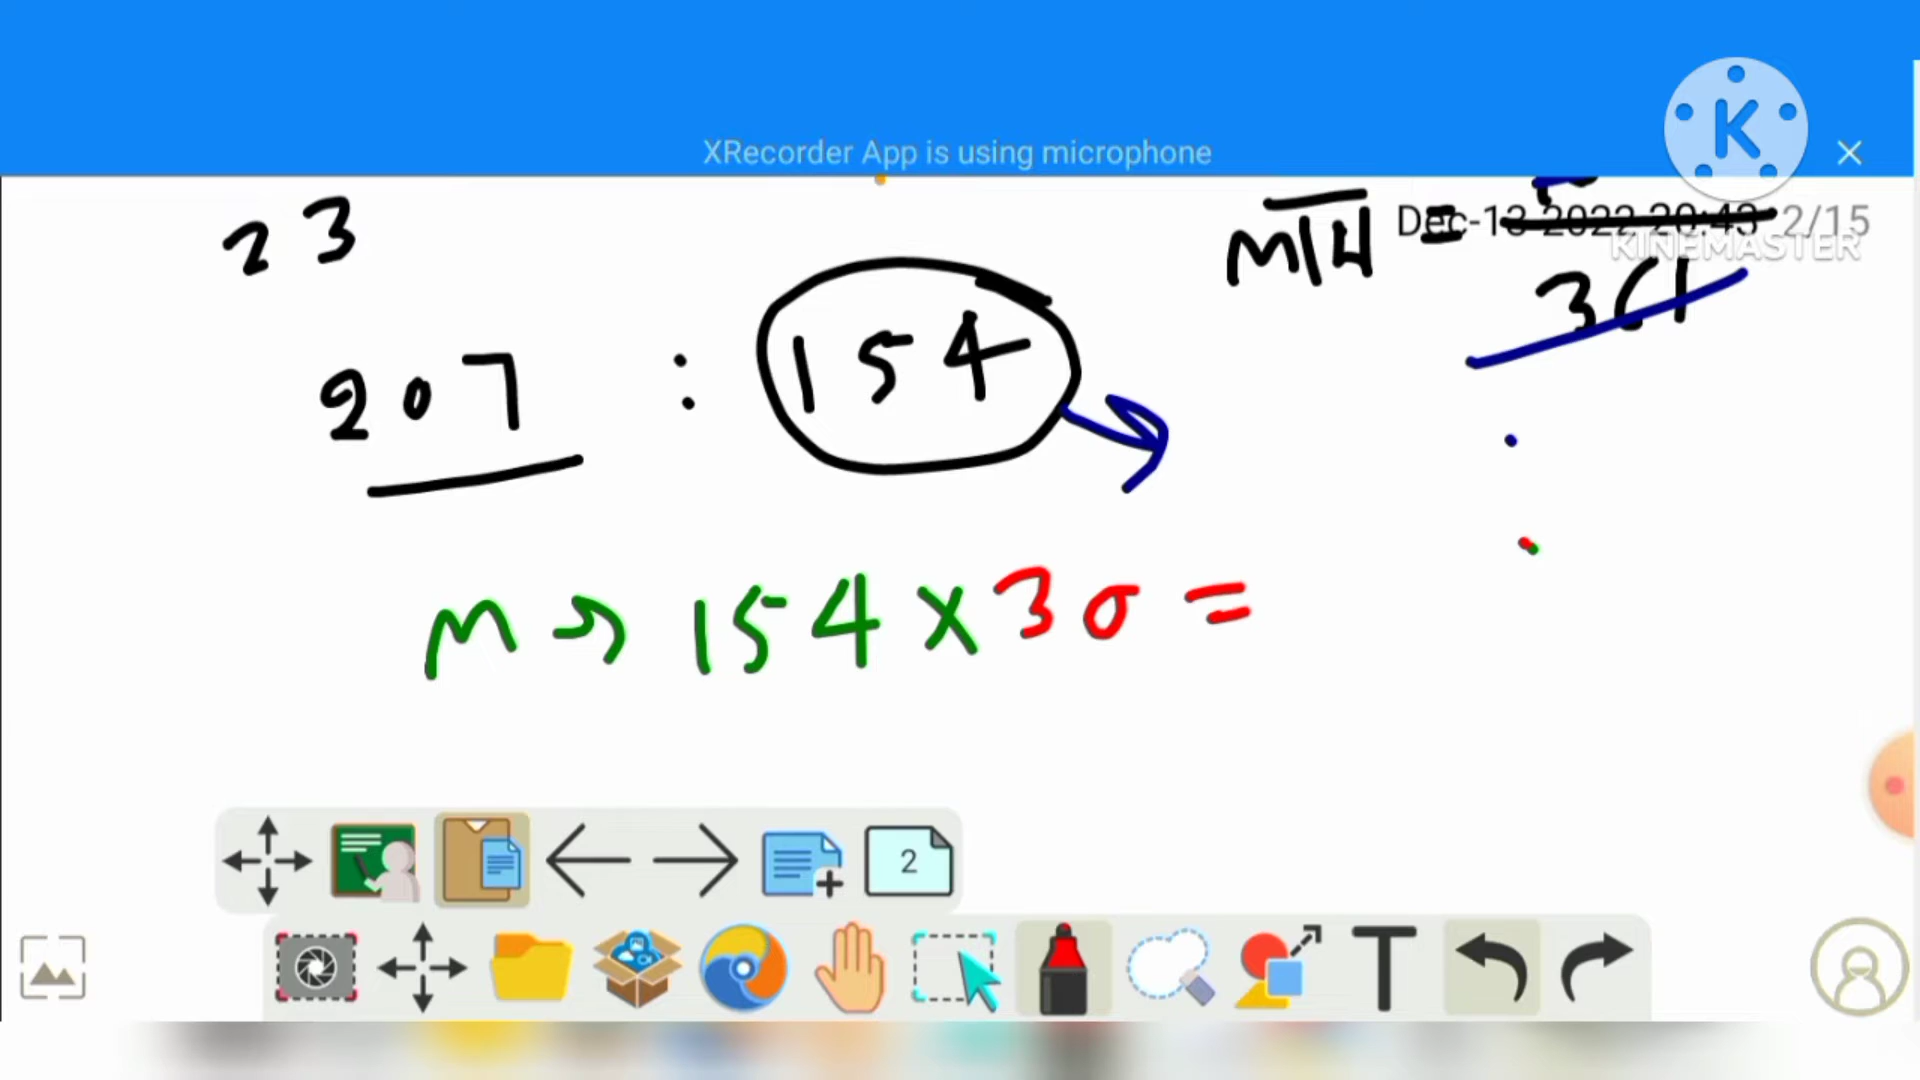 XRecorder App is using microphone
K
Dec-13 2022 20:43 2/15
KINEMASTER
23
207 : 154
M → 154 × 30 =
2
T